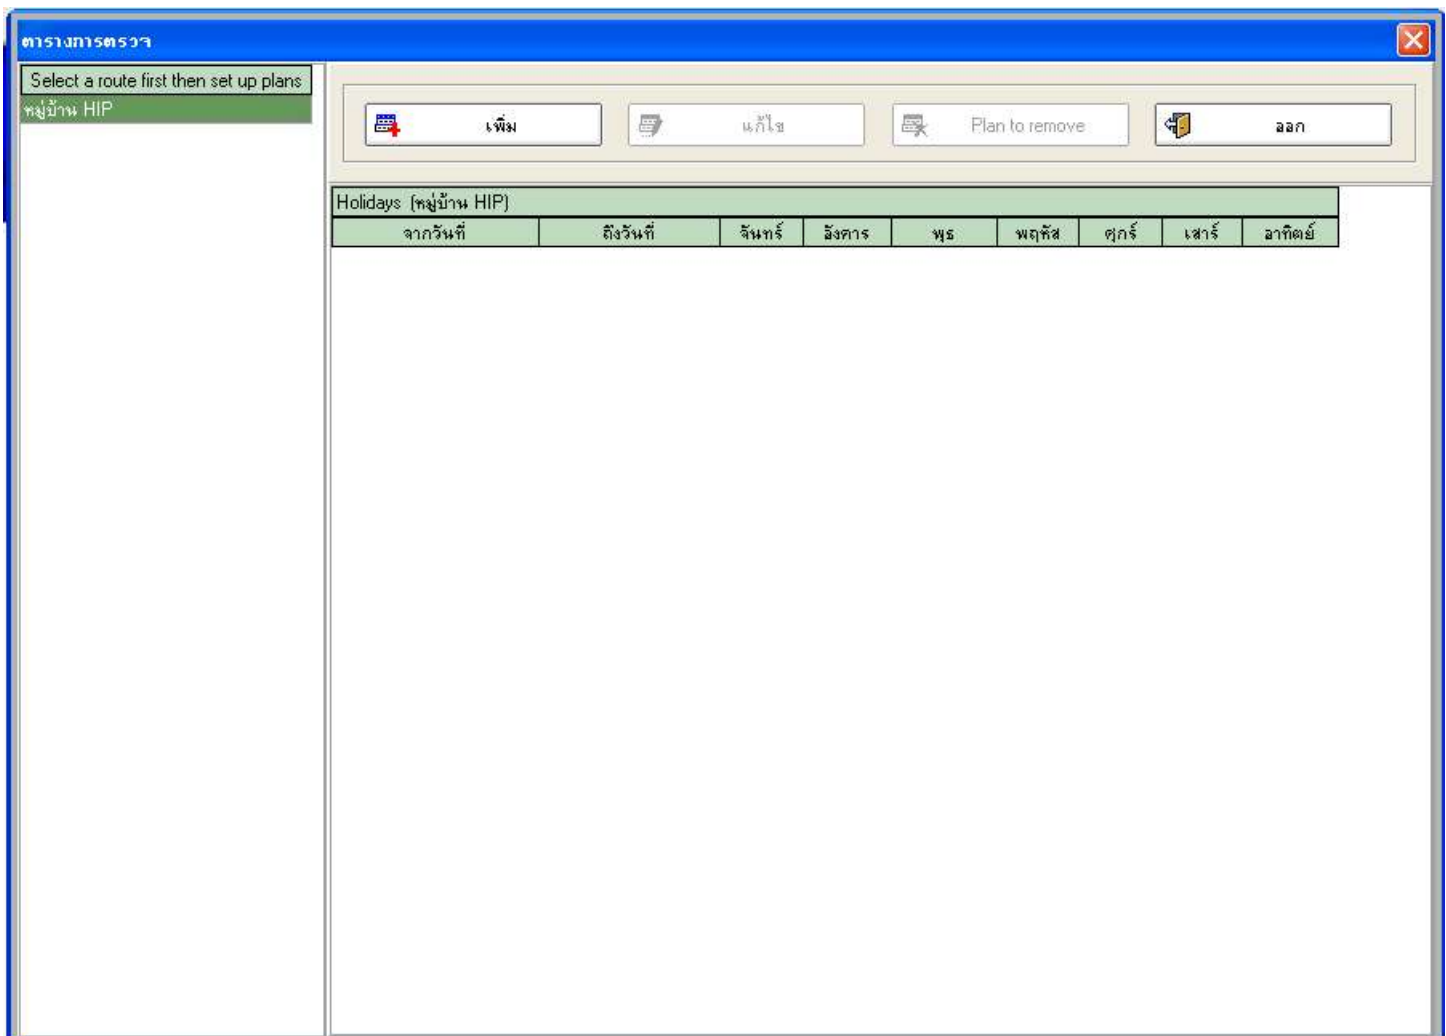 ตารางการตรวจ
Select a route first then set up plans
หมู่บ้าน HIP
เพิ่ม
แก้ไข
Plan to remove
ออก
Holidays (หมู่บ้าน HIP)
จากวันที่ ถึงวันที่ จันทร์ อังคาร พุธ พฤหัส ศุกร์ เสาร์ อาทิตย์